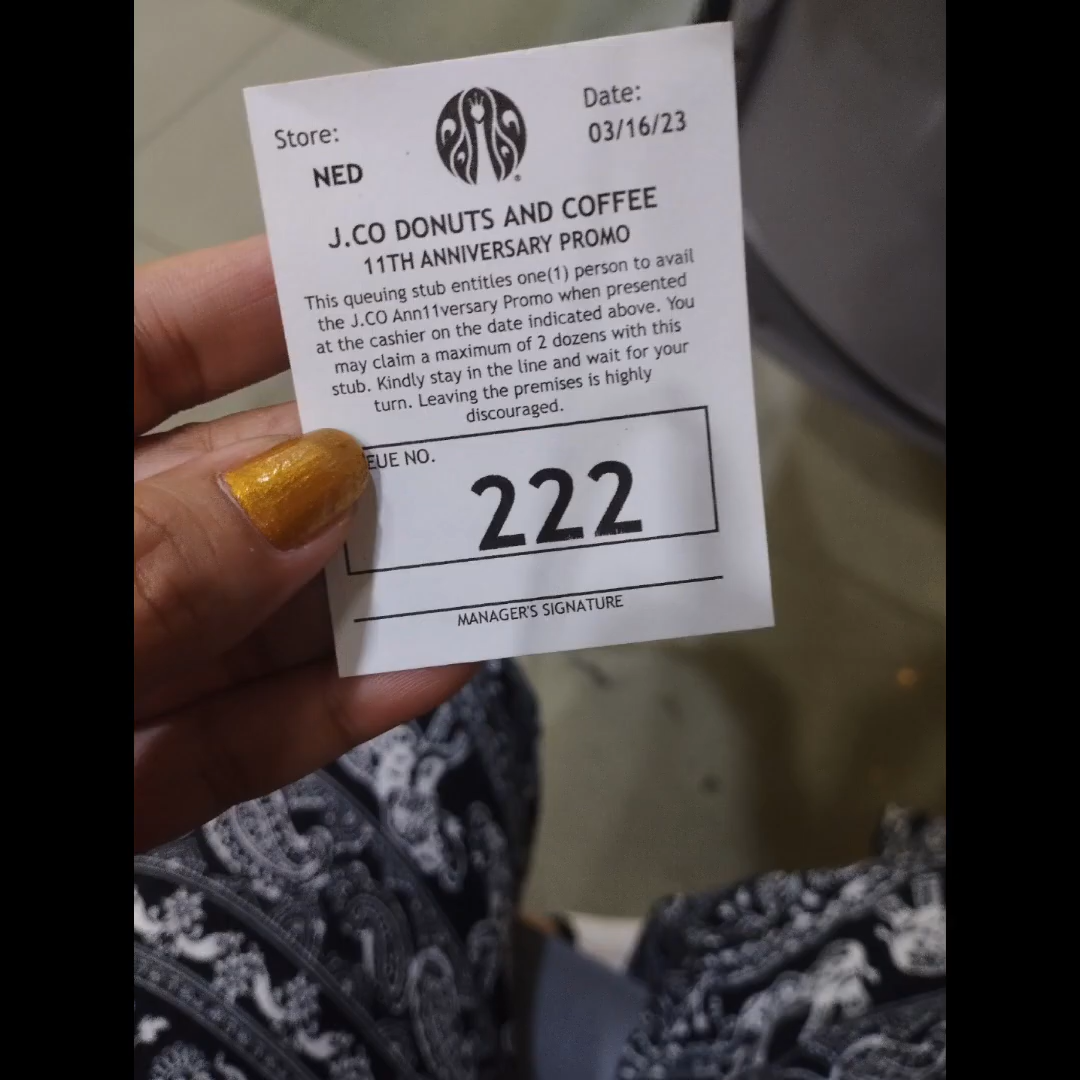 Store:
Date:
NED
03/16/23
J.CO DONUTS AND COFFEE
11TH ANNIVERSARY PROMO
This queuing stub entitles one(1) person to avail
the J.CO Ann11versary Promo when presented
at the cashier on the date indicated above. You
may claim a maximum of 2 dozens with this
stub. Kindly stay in the line and wait for your
turn. Leaving the premises is highly
discouraged.
EUE NO.
222
MANAGER'S SIGNATURE